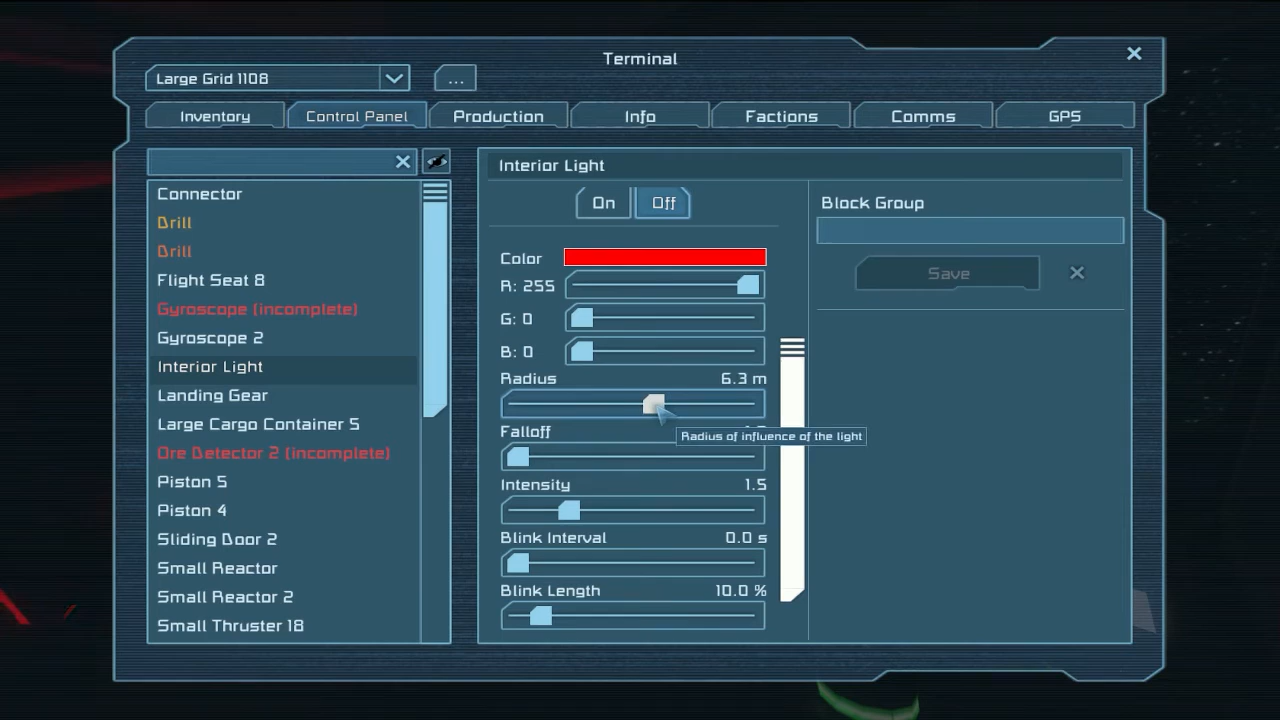 Terminal
Large Grid 1108
...
Inventory
Control Panel
Production
Info
Factions
Comms
GPS
Connector
Drill
Drill
Flight Seat 8
Gyroscope (incomplete)
Gyroscope 2
Interior Light
Landing Gear
Large Cargo Container 5
Ore Detector 2 (incomplete)
Piston 5
Piston 4
Sliding Door 2
Small Reactor
Small Reactor 2
Small Thruster 18
Interior Light
On Off
Color
R: 255
G: 0
B: 0
Radius 6.3 m
Radius of influence of the light
Falloff
Intensity 1.5
Blink Interval 0.0 s
Blink Length 10.0 %
Block Group
Save